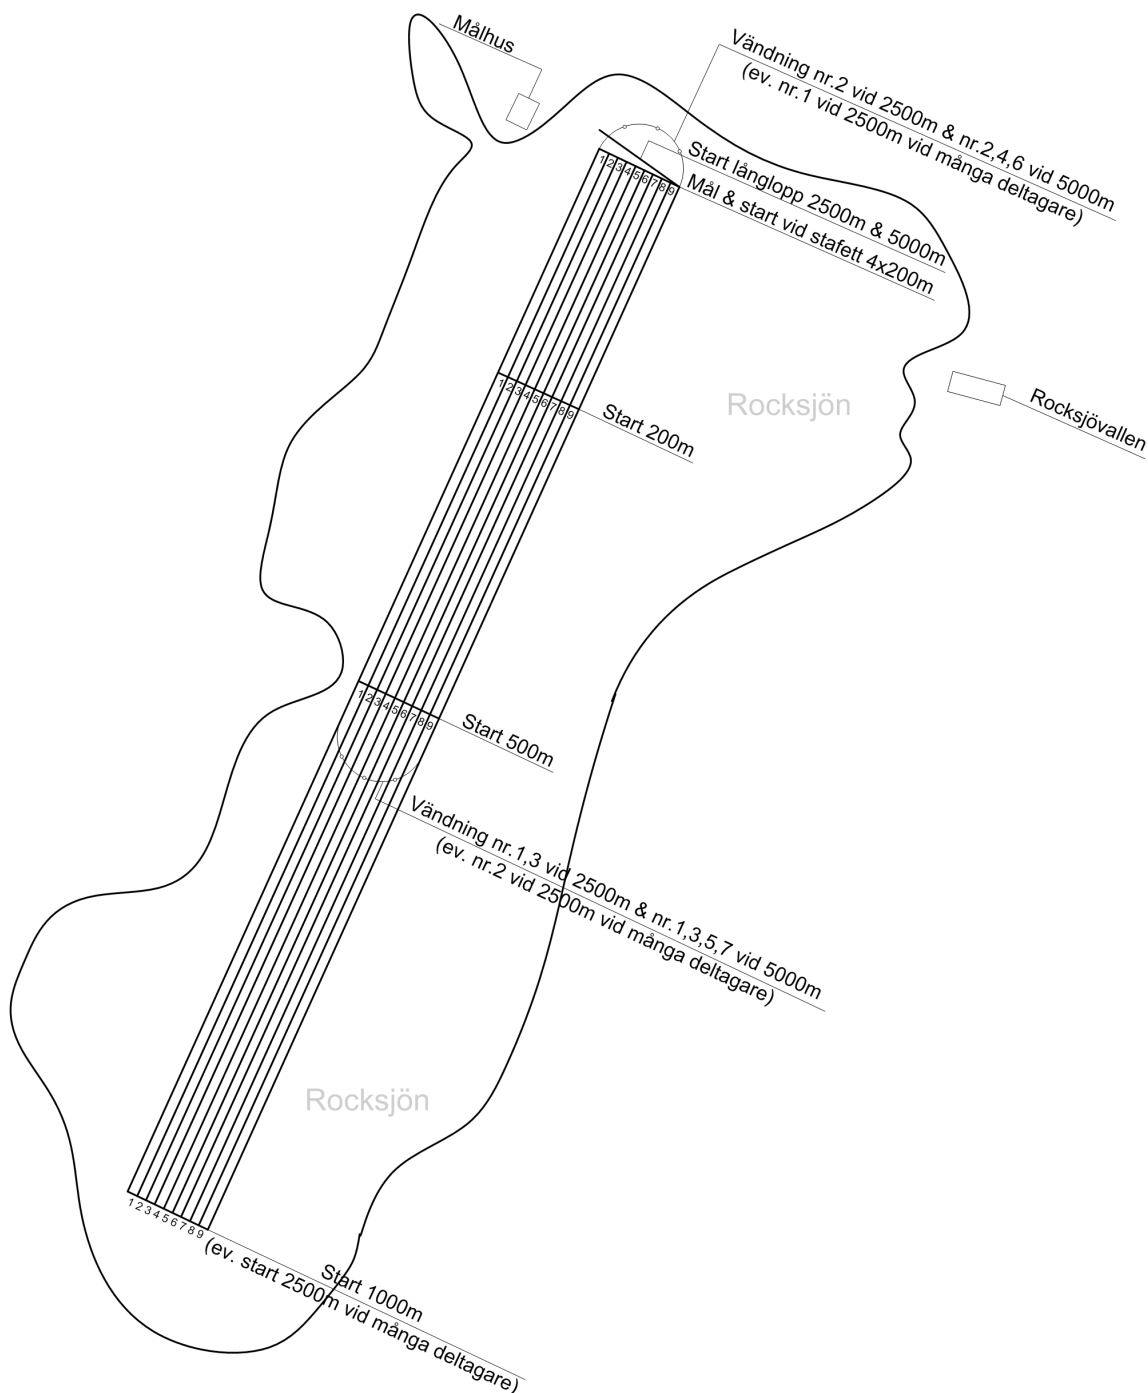 Målhus
Vändning nr.2 vid 2500m & nr.2,4,6 vid 5000m
(ev. nr.1 vid 2500m vid många deltagare)
Start långlopp 2500m & 5000m
Mål & start vid stafett 4x200m
1 2 3 4 5 6 7 8 9
Rocksjön
Rocksjövallen
1 2 3 4 5 6 7 8 9
Start 200m
1 2 3 4 5 6 7 8 9
Start 500m
Vändning nr.1,3 vid 2500m & nr.1,3,5,7 vid 5000m
(ev. nr.2 vid 2500m vid många deltagare)
Rocksjön
1 2 3 4 5 6 7 8 9
Start 1000m
(ev. start 2500m vid många deltagare)